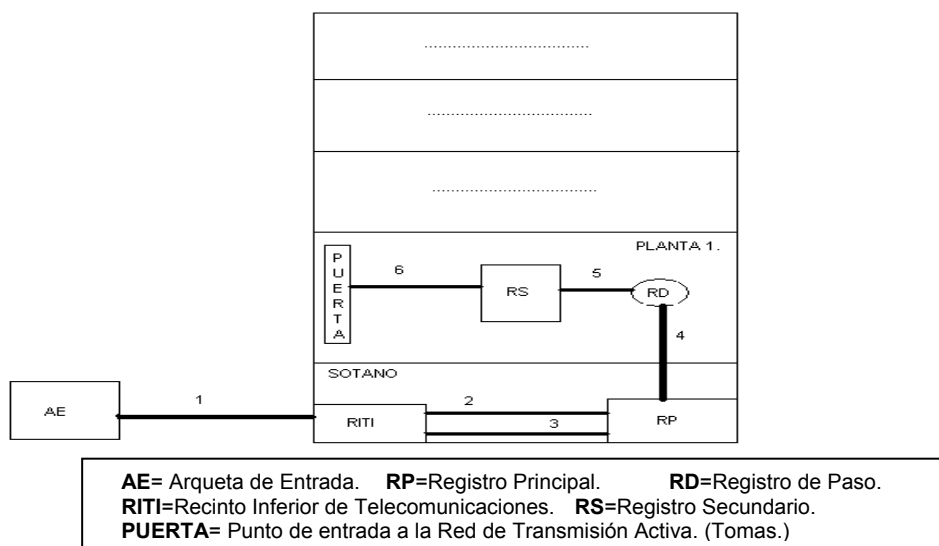 PLANTA 1.
PUERTA
6
RS
5
RD
4
SOTANO
AE
1
RITI
2
3
RP
AE= Arqueta de Entrada. RP=Registro Principal. RD=Registro de Paso.
RITI=Recinto Inferior de Telecomunicaciones. RS=Registro Secundario.
PUERTA= Punto de entrada a la Red de Transmisión Activa. (Tomas.)